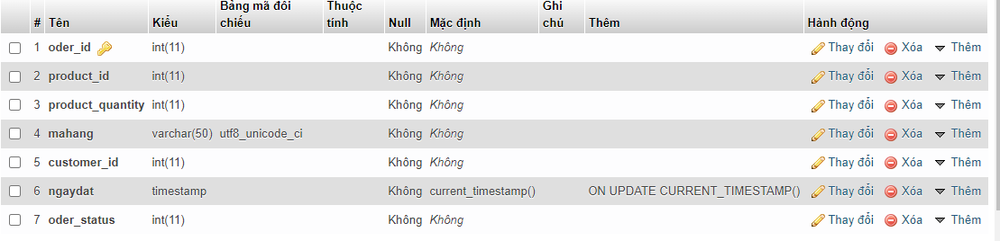 # Tên Kiểu Bảng mã đối chiếu Thuộc tính Null Mặc định Ghi chú Thêm Hành động
1 oder_id int(11) Không Không Thay đổi Xóa Thêm
2 product_id int(11) Không Không Thay đổi Xóa Thêm
3 product_quantity int(11) Không Không Thay đổi Xóa Thêm
4 mahang varchar(50) utf8_unicode_ci Không Không Thay đổi Xóa Thêm
5 customer_id int(11) Không Không Thay đổi Xóa Thêm
6 ngaydat timestamp Không current_timestamp() ON UPDATE CURRENT_TIMESTAMP() Thay đổi Xóa Thêm
7 oder_status int(11) Không Không Thay đổi Xóa Thêm